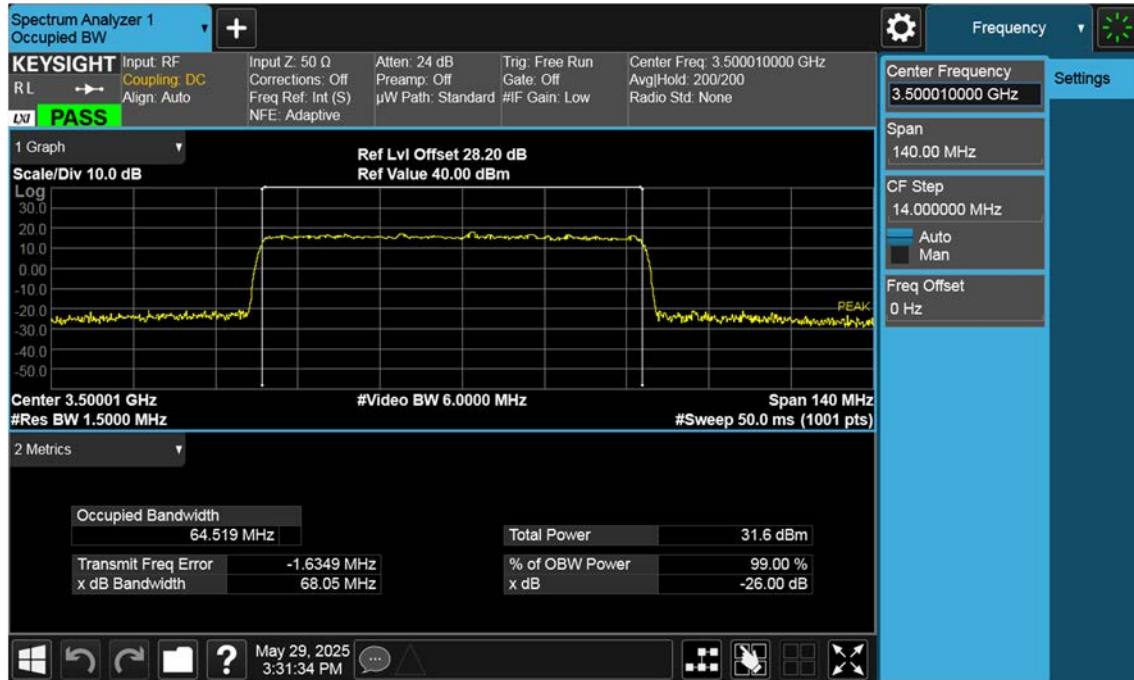 Spectrum Analyzer 1
Occupied BW
Frequency
KEYSIGHT
R L
LXI
PASS
Input: RF
Coupling: DC
Align: Auto
Input Z: 50 Ω
Corrections: Off
Freq Ref: Int (S)
NFE: Adaptive
Atten: 24 dB
Preamp: Off
µW Path: Standard
Trig: Free Run
Gate: Off
#IF Gain: Low
Center Freq: 3.500010000 GHz
Avg|Hold: 200/200
Radio Std: None
Center Frequency
3.500010000 GHz
Settings
Span
140.00 MHz
CF Step
14.000000 MHz
Auto
Man
Freq Offset
0 Hz
1 Graph
Scale/Div 10.0 dB
Ref Lvl Offset 28.20 dB
Ref Value 40.00 dBm
Log
30.0
20.0
10.0
0.00
-10.0
-20.0
-30.0
-40.0
-50.0
PEAK
Center 3.50001 GHz
#Video BW 6.0000 MHz
Span 140 MHz
#Res BW 1.5000 MHz
#Sweep 50.0 ms (1001 pts)
2 Metrics
Occupied Bandwidth
64.519 MHz
Total Power 31.6 dBm
Transmit Freq Error -1.6349 MHz
% of OBW Power 99.00 %
x dB Bandwidth 68.05 MHz
x dB -26.00 dB
?
May 29, 2025
3:31:34 PM